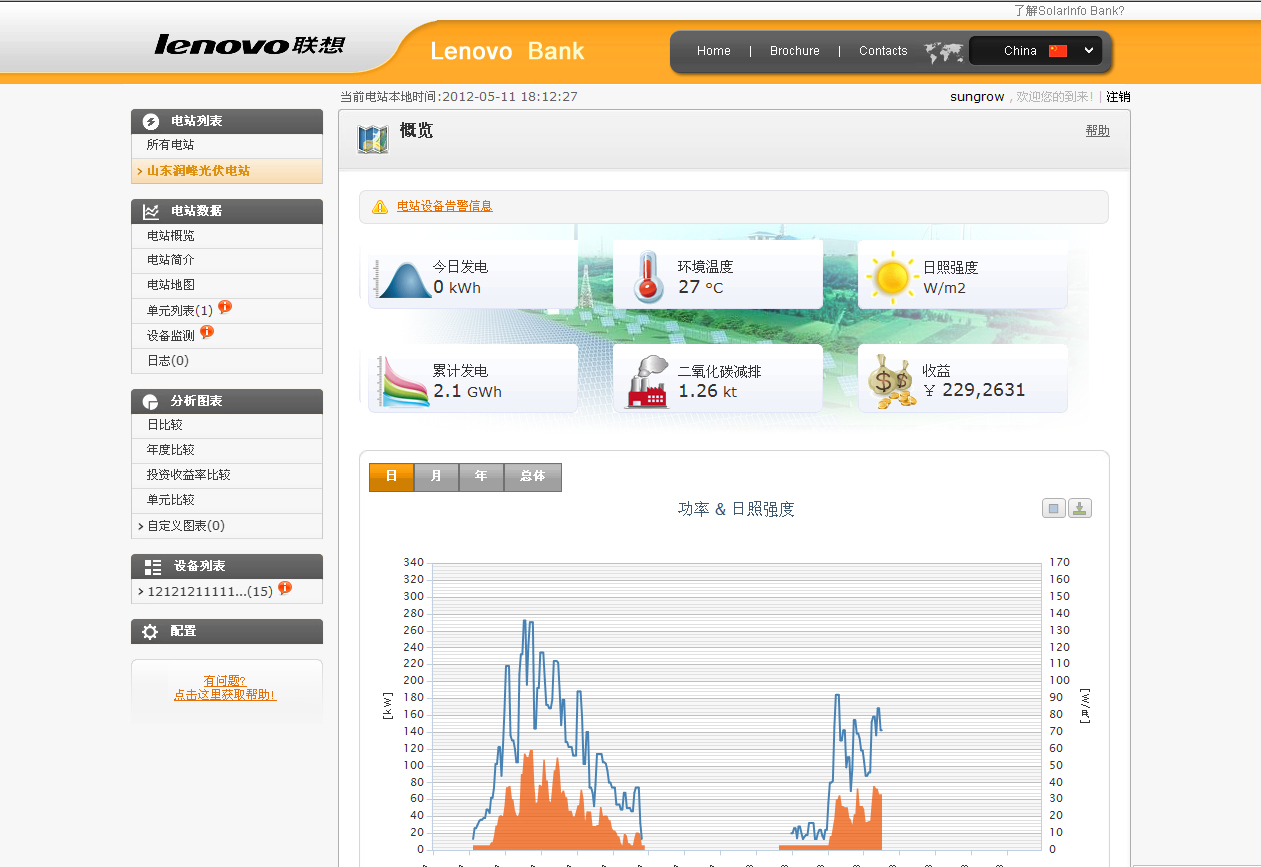 了解SolarInfo Bank?
lenovo联想
Lenovo Bank
Home | Brochure | Contacts
China
当前电站本地时间:2012-05-11 18:12:27
sungrow , 欢迎您的到来! | 注销
电站列表
所有电站
山东润峰光伏电站
电站数据
电站概览
电站简介
电站地图
单元列表(1)
设备监测
日志(0)
分析图表
日比较
年度比较
投资收益率比较
单元比较
自定义图表(0)
设备列表
12121211111...(15)
配置
有问题?
点击这里获取帮助!
概览
帮助
电站设备告警信息
今日发电
0 kWh
环境温度
27 ℃
日照强度
W/m2
累计发电
2.1 GWh
二氧化碳减排
1.26 kt
收益
¥ 229,2631
日 月 年 总体
功率 & 日照强度
340
320
300
280
260
240
220
200
180
160
140
120
100
80
60
40
20
0
[kW]
170
160
150
140
130
120
110
100
90
80
70
60
50
40
30
20
10
0
[W/㎡]